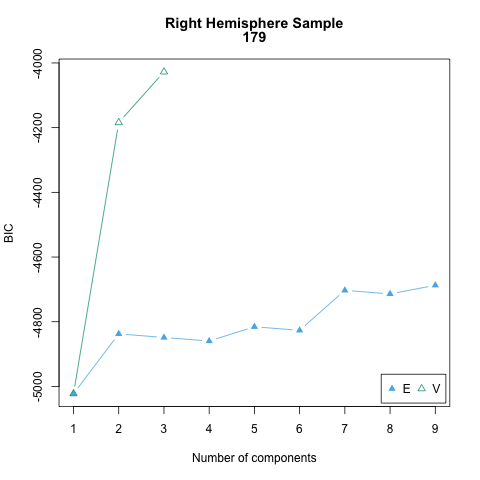 Right Hemisphere Sample
179
BIC
-4000
-4200
-4400
-4600
-4800
-5000
E V
1 2 3 4 5 6 7 8 9
Number of components